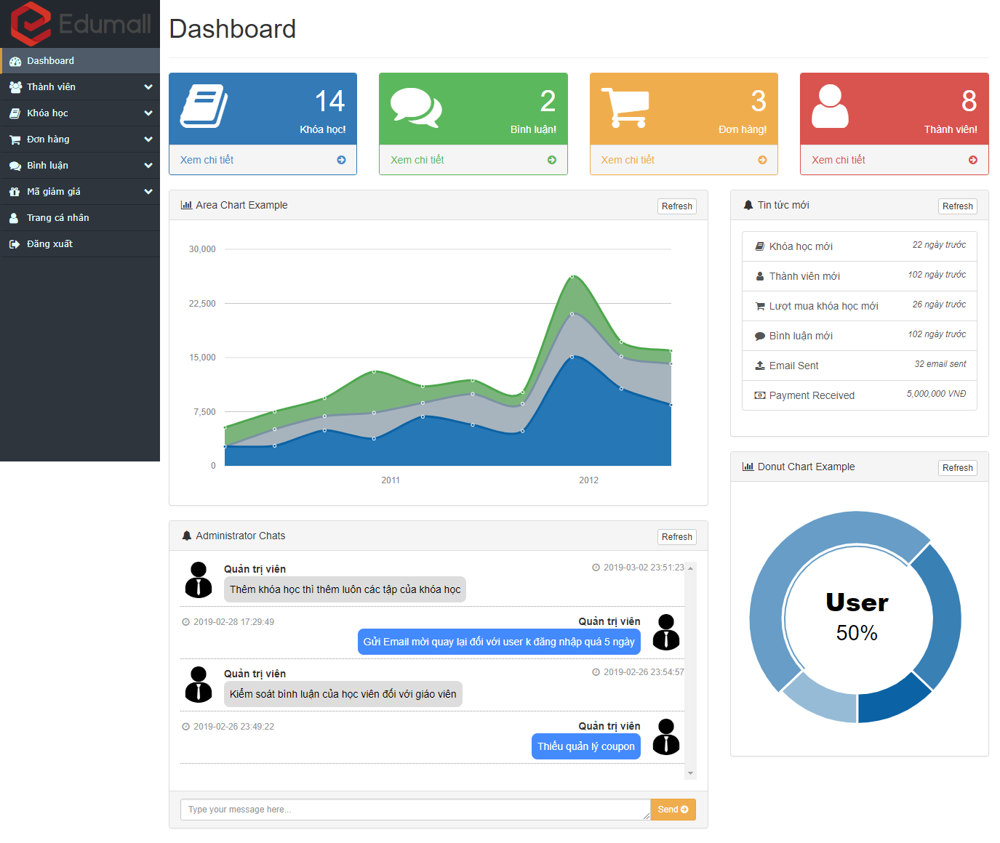 Edumall
Dashboard
Thành viên
Khóa học
Đơn hàng
Bình luận
Mã giảm giá
Trang cá nhân
Đăng xuất
Dashboard
14
Khóa học!
Xem chi tiết
2
Bình luận!
Xem chi tiết
3
Đơn hàng!
Xem chi tiết
8
Thành viên!
Xem chi tiết
Area Chart Example
Refresh
30,000
22,500
15,000
7,500
0
2011
2012
Tin tức mới
Refresh
Khóa học mới 22 ngày trước
Thành viên mới 102 ngày trước
Lượt mua khóa học mới 26 ngày trước
Bình luận mới 102 ngày trước
Email Sent 32 email sent
Payment Received 5,000,000 VNĐ
Donut Chart Example
Refresh
User
50%
Administrator Chats
Refresh
Quản trị viên 2019-03-02 23:51:23
Thêm khóa học thì thêm luôn các tập của khóa học
2019-02-28 17:29:49 Quản trị viên
Gửi Email mời quay lại đối với user k đăng nhập quá 5 ngày
Quản trị viên 2019-02-26 23:54:57
Kiểm soát bình luận của học viên đối với giáo viên
2019-02-26 23:49:22 Quản trị viên
Thiếu quản lý coupon
Type your message here...
Send